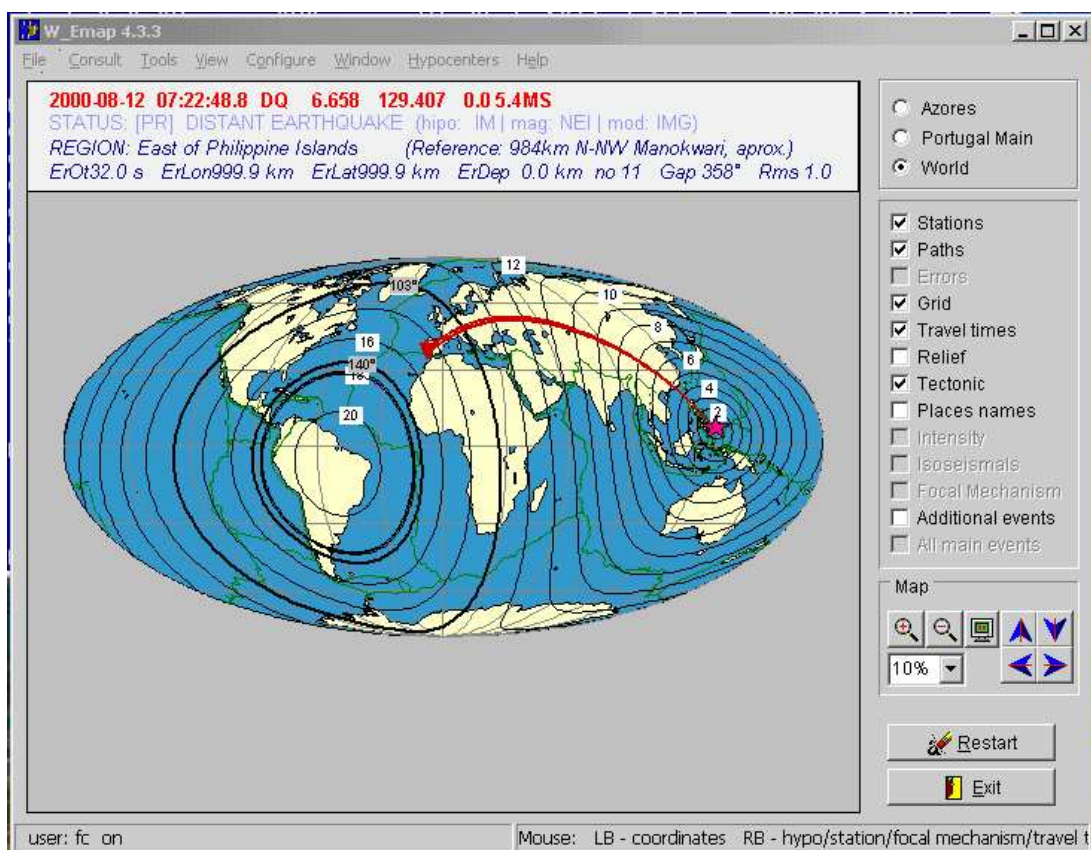 W_Emap 4.3.3
File Consult Tools View Configure Window Hypocenters Help
2000-08-12 07:22:48.8 DQ 6.658 129.407 0.0 5.4MS
STATUS: [PR] DISTANT EARTHQUAKE (hipo: IM | mag: NEI | mod: IMG)
REGION: East of Philippine Islands (Reference: 984km N-NW Manokwari, aprox.)
ErOt32.0 s ErLon999.9 km ErLat999.9 km ErDep 0.0 km no 11 Gap 358° Rms 1.0
12
103°
10
8
16
6
140°
4
20
2
Azores
Portugal Main
World
Stations
Paths
Errors
Grid
Travel times
Relief
Tectonic
Places names
Intensity
Isoseismals
Focal Mechanism
Additional events
All main events
Map
10%
Restart
Exit
user: fc on
Mouse: LB - coordinates RB - hypo/station/focal mechanism/travel t